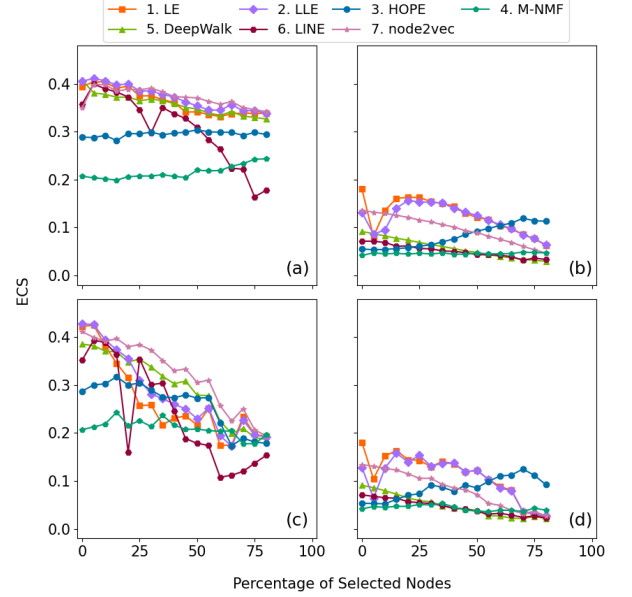 1. LE 2. LLE 3. HOPE 4. M-NMF
5. DeepWalk 6. LINE 7. node2vec
0.4
0.3
0.2
0.1
0.0
(a) (b)
ECS
0.4
0.3
0.2
0.1
0.0
(c) (d)
0 25 50 75 100 0 25 50 75 100
Percentage of Selected Nodes